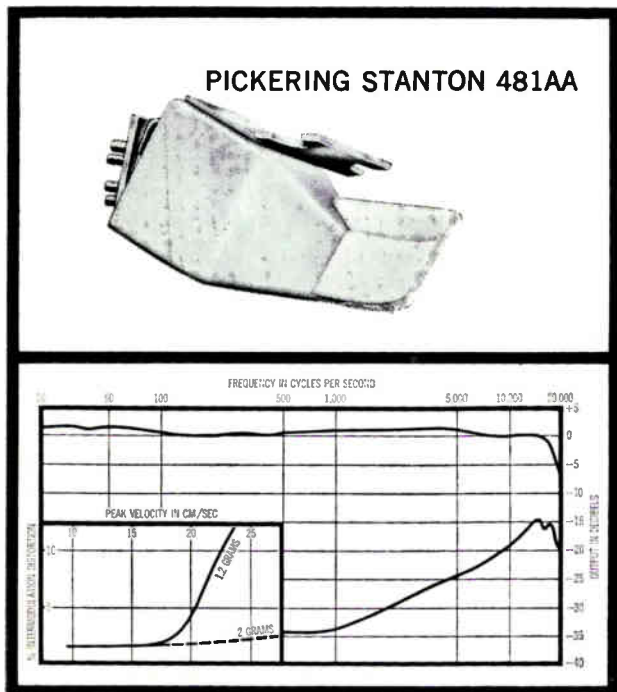 PICKERING STANTON 481AA
FREQUENCY IN CYCLES PER SECOND
20 50 100 500 1,000 5,000 10,000 20,000
+5
0
-5
-10
-15
-20
-25
-30
-35
-40
OUTPUT IN DECIBELS
PEAK VELOCITY IN CM/SEC
10 15 20 25
% INTERMODULATION DISTORTION
10
1.2 GRAMS
2 GRAMS